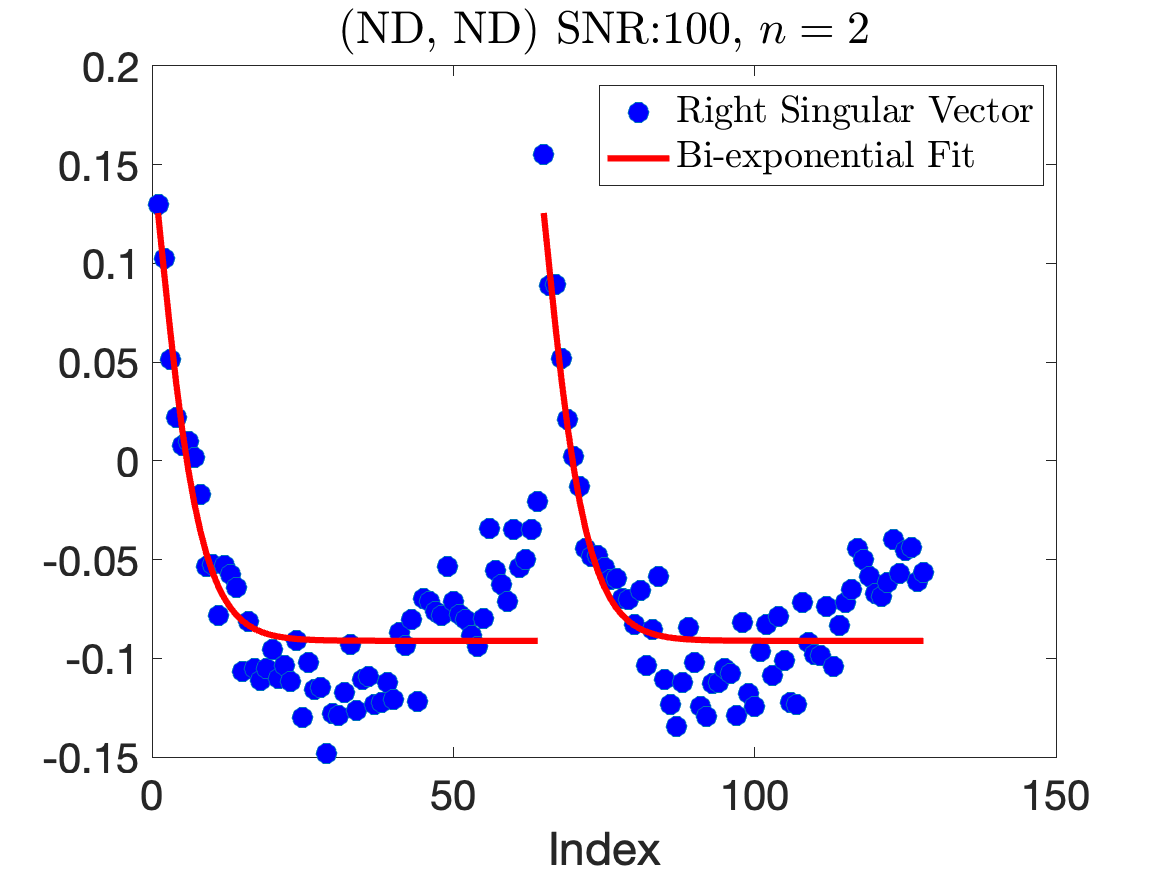 (ND, ND) SNR:100, n = 2
0.2
0.15
0.1
0.05
0
-0.05
-0.1
-0.15
Right Singular Vector
Bi-exponential Fit
0 50 100 150
Index